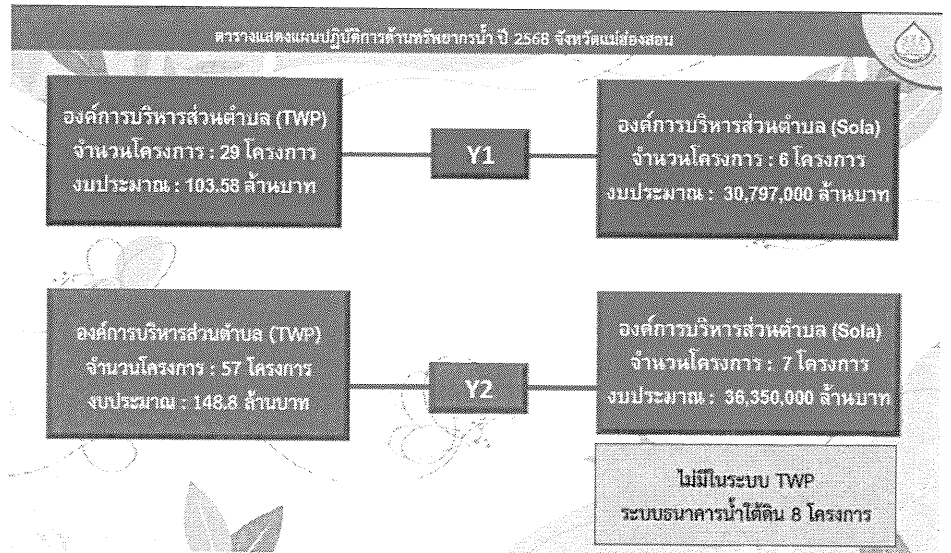 ตารางแสดงแผนปฏิบัติการด้านทรัพยากรน้ำ ปี 2568 จังหวัดแม่ฮ่องสอน
องค์การบริหารส่วนตำบล (TWP)
จำนวนโครงการ : 29 โครงการ
งบประมาณ : 103.58 ล้านบาท
Y1
องค์การบริหารส่วนตำบล (Sola)
จำนวนโครงการ : 6 โครงการ
งบประมาณ : 30,797,000 ล้านบาท
องค์การบริหารส่วนตำบล (TWP)
จำนวนโครงการ : 57 โครงการ
งบประมาณ : 148.8 ล้านบาท
Y2
องค์การบริหารส่วนตำบล (Sola)
จำนวนโครงการ : 7 โครงการ
งบประมาณ : 36,350,000 ล้านบาท
ไม่มีในระบบ TWP
ระบบธนาคารน้ำใต้ดิน 8 โครงการ